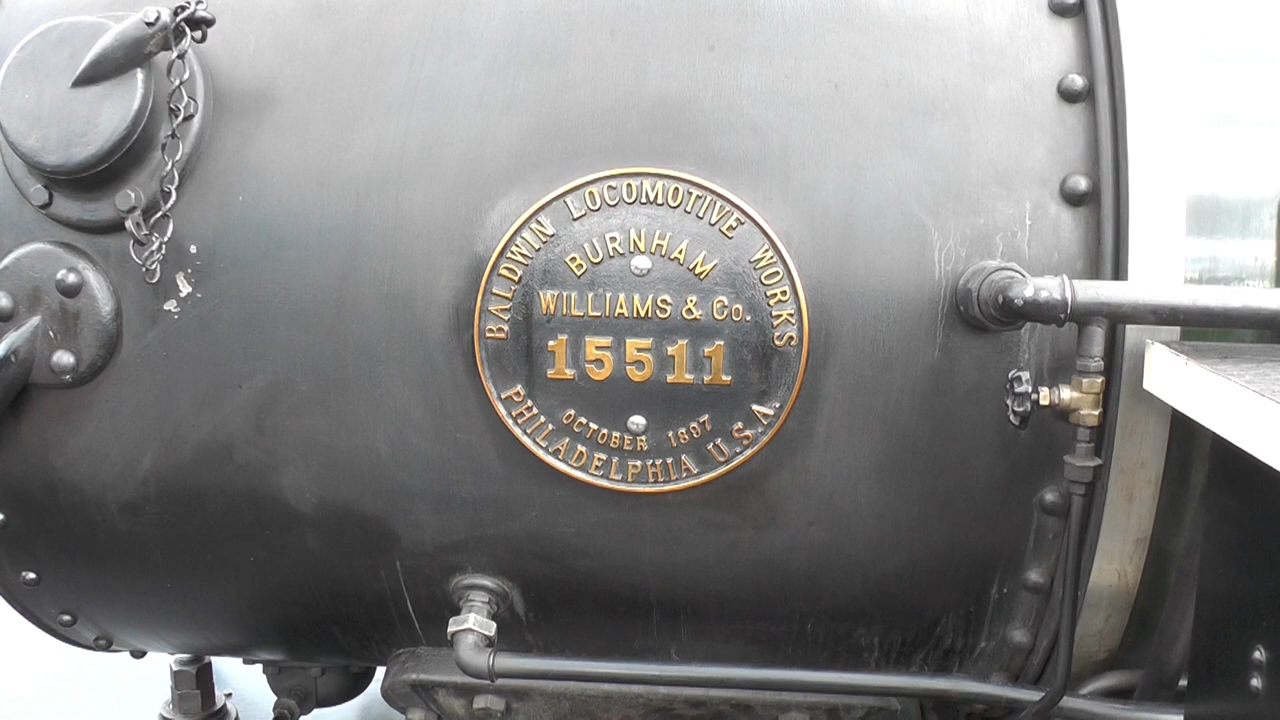 BALDWIN LOCOMOTIVE WORKS
BURNHAM
WILLIAMS & Co.
15511
OCTOBER 1897
PHILADELPHIA U.S.A.